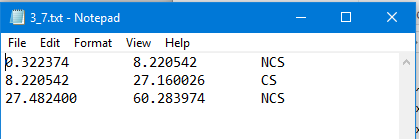 3_7.txt - Notepad
File Edit Format View Help
0.322374 8.220542 NCS
8.220542 27.160026 CS
27.482400 60.283974 NCS